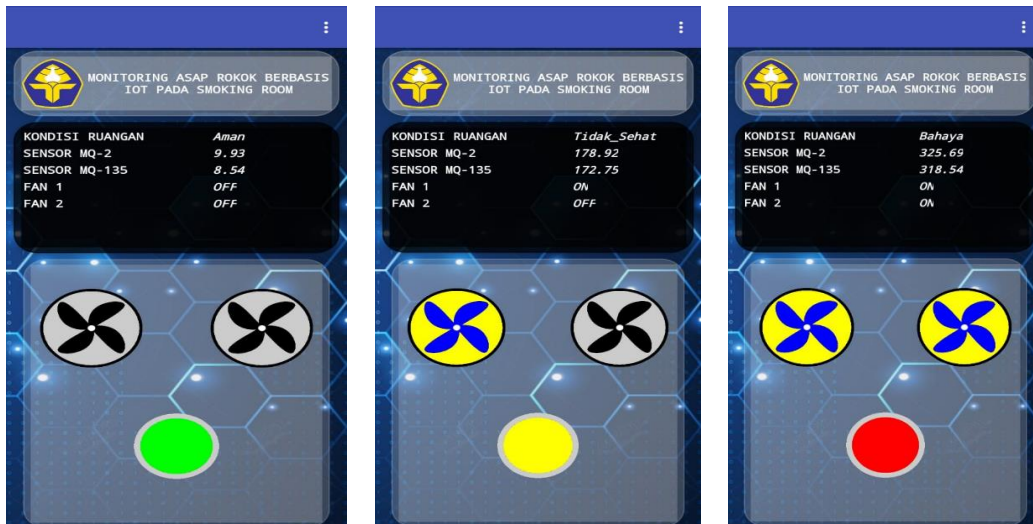 MONITORING ASAP ROKOK BERBASIS
IOT PADA SMOKING ROOM
KONDISI RUANGAN Aman
SENSOR MQ-2 9.93
SENSOR MQ-135 8.54
FAN 1 OFF
FAN 2 OFF
MONITORING ASAP ROKOK BERBASIS
IOT PADA SMOKING ROOM
KONDISI RUANGAN Tidak_Sehat
SENSOR MQ-2 178.92
SENSOR MQ-135 172.75
FAN 1 ON
FAN 2 OFF
MONITORING ASAP ROKOK BERBASIS
IOT PADA SMOKING ROOM
KONDISI RUANGAN Bahaya
SENSOR MQ-2 325.69
SENSOR MQ-135 318.54
FAN 1 ON
FAN 2 ON